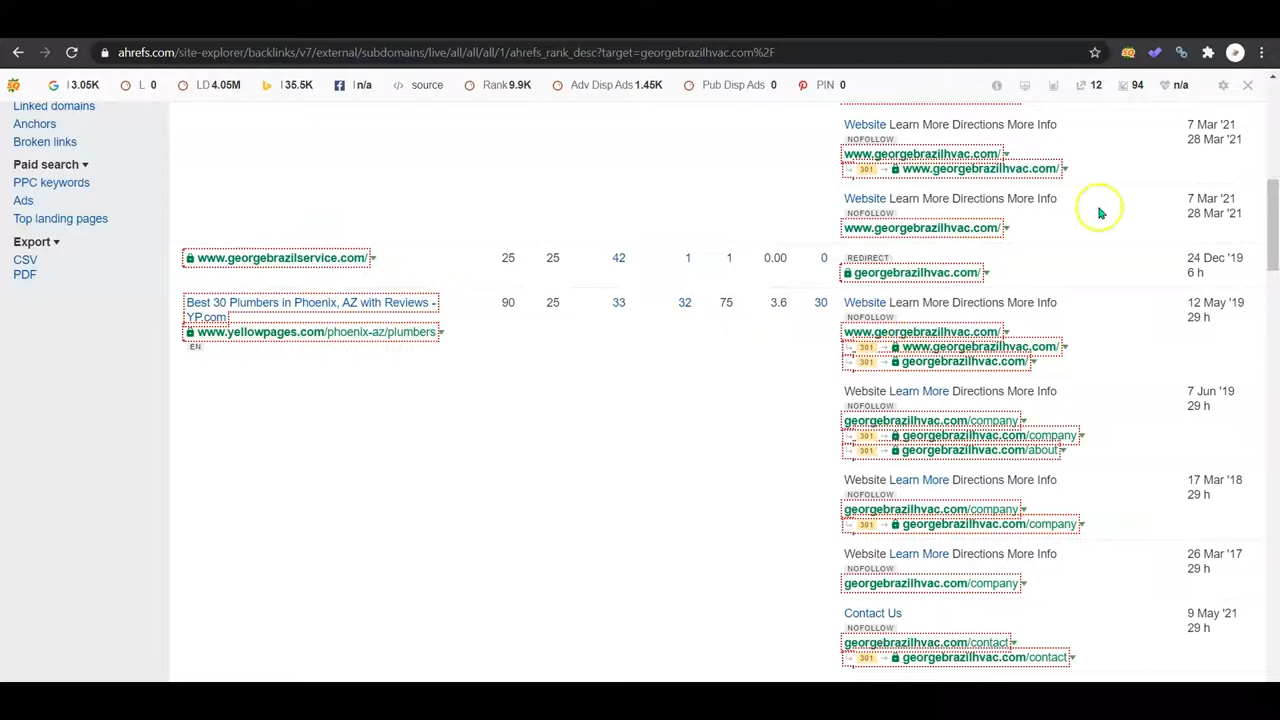 ahrefs.com/site-explorer/backlinks/v7/external/subdomains/live/all/all/all/1/ahrefs_rank_desc?target=georgebrazilhvac.com%2F
I 3.05K L 0 LD 4.05M I 35.5K I n/a source Rank 9.9K Adv Disp Ads 1.45K Pub Disp Ads 0 PIN 0 12 94 n/a
Linked domains
Anchors
Broken links
Paid search
PPC keywords
Ads
Top landing pages
Export
CSV
PDF
Website Learn More Directions More Info 7 Mar '21
NOFOLLOW 28 Mar '21
www.georgebrazilhvac.com/
301 → www.georgebrazilhvac.com/
Website Learn More Directions More Info 7 Mar '21
NOFOLLOW 28 Mar '21
www.georgebrazilhvac.com/
www.georgebrazilservice.com/ 25 25 42 1 1 0.00 0 REDIRECT 24 Dec '19
georgebrazilhvac.com/ 6 h
Best 30 Plumbers in Phoenix, AZ with Reviews - 90 25 33 32 75 3.6 30 Website Learn More Directions More Info 12 May '19
YP.com NOFOLLOW 29 h
www.yellowpages.com/phoenix-az/plumbers www.georgebrazilhvac.com/
EN 301 → www.georgebrazilhvac.com/
301 → georgebrazilhvac.com/
Website Learn More Directions More Info 7 Jun '19
NOFOLLOW 29 h
georgebrazilhvac.com/company
301 → georgebrazilhvac.com/company
301 → georgebrazilhvac.com/about
Website Learn More Directions More Info 17 Mar '18
NOFOLLOW 29 h
georgebrazilhvac.com/company
301 → georgebrazilhvac.com/company
Website Learn More Directions More Info 26 Mar '17
NOFOLLOW 29 h
georgebrazilhvac.com/company
Contact Us 9 May '21
NOFOLLOW 29 h
georgebrazilhvac.com/contact
301 → georgebrazilhvac.com/contact